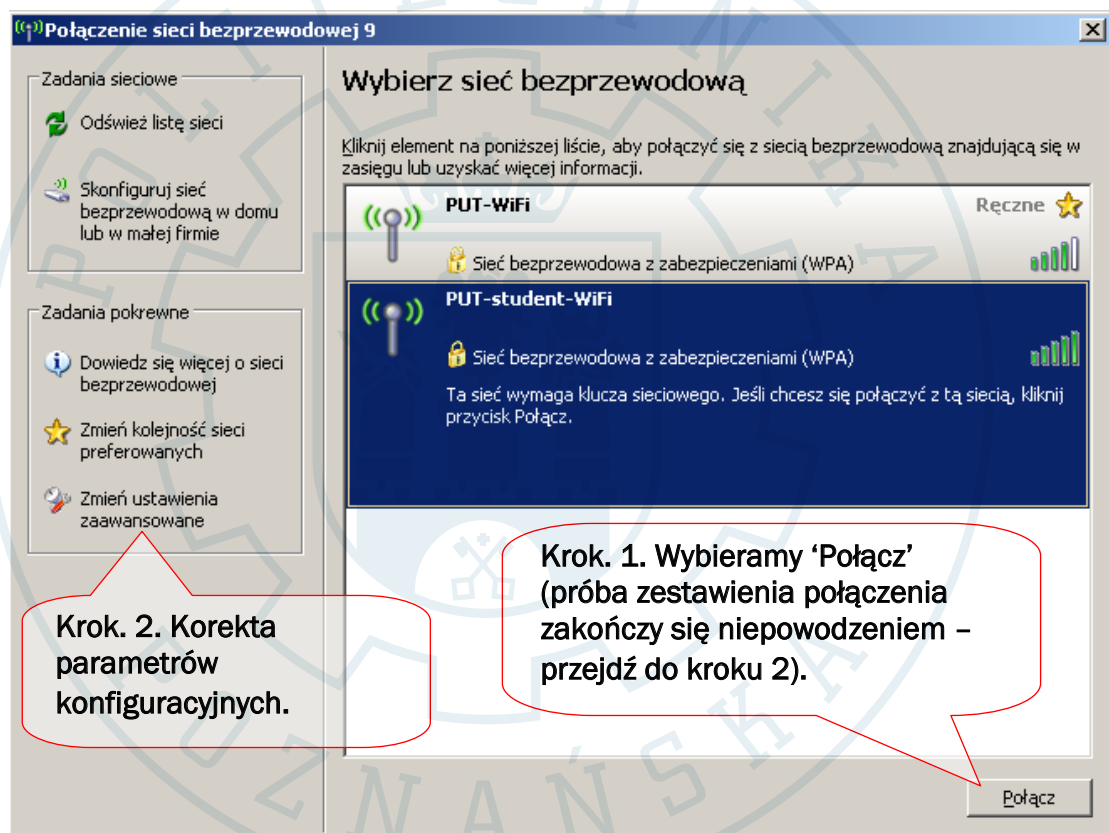 Połączenie sieci bezprzewodowej 9
Zadania sieciowe
Odśwież listę sieci
Skonfiguruj sieć
bezprzewodową w domu
lub w małej firmie
Zadania pokrewne
Dowiedz się więcej o sieci
bezprzewodowej
Zmień kolejność sieci
preferowanych
Zmień ustawienia
zaawansowane
Krok. 2. Korekta
parametrów
konfiguracyjnych.
Wybierz sieć bezprzewodową
Kliknij element na poniższej liście, aby połączyć się z siecią bezprzewodową znajdującą się w
zasięgu lub uzyskać więcej informacji.
PUT-WiFi Ręczne
Sieć bezprzewodowa z zabezpieczeniami (WPA)
PUT-student-WiFi
Sieć bezprzewodowa z zabezpieczeniami (WPA)
Ta sieć wymaga klucza sieciowego. Jeśli chcesz się połączyć z tą siecią, kliknij
przycisk Połącz.
Krok. 1. Wybieramy ‘Połącz’
(próba zestawienia połączenia
zakończy się niepowodzeniem –
przejdź do kroku 2).
Połącz
POLITECHNIKA
POZNAŃSKA